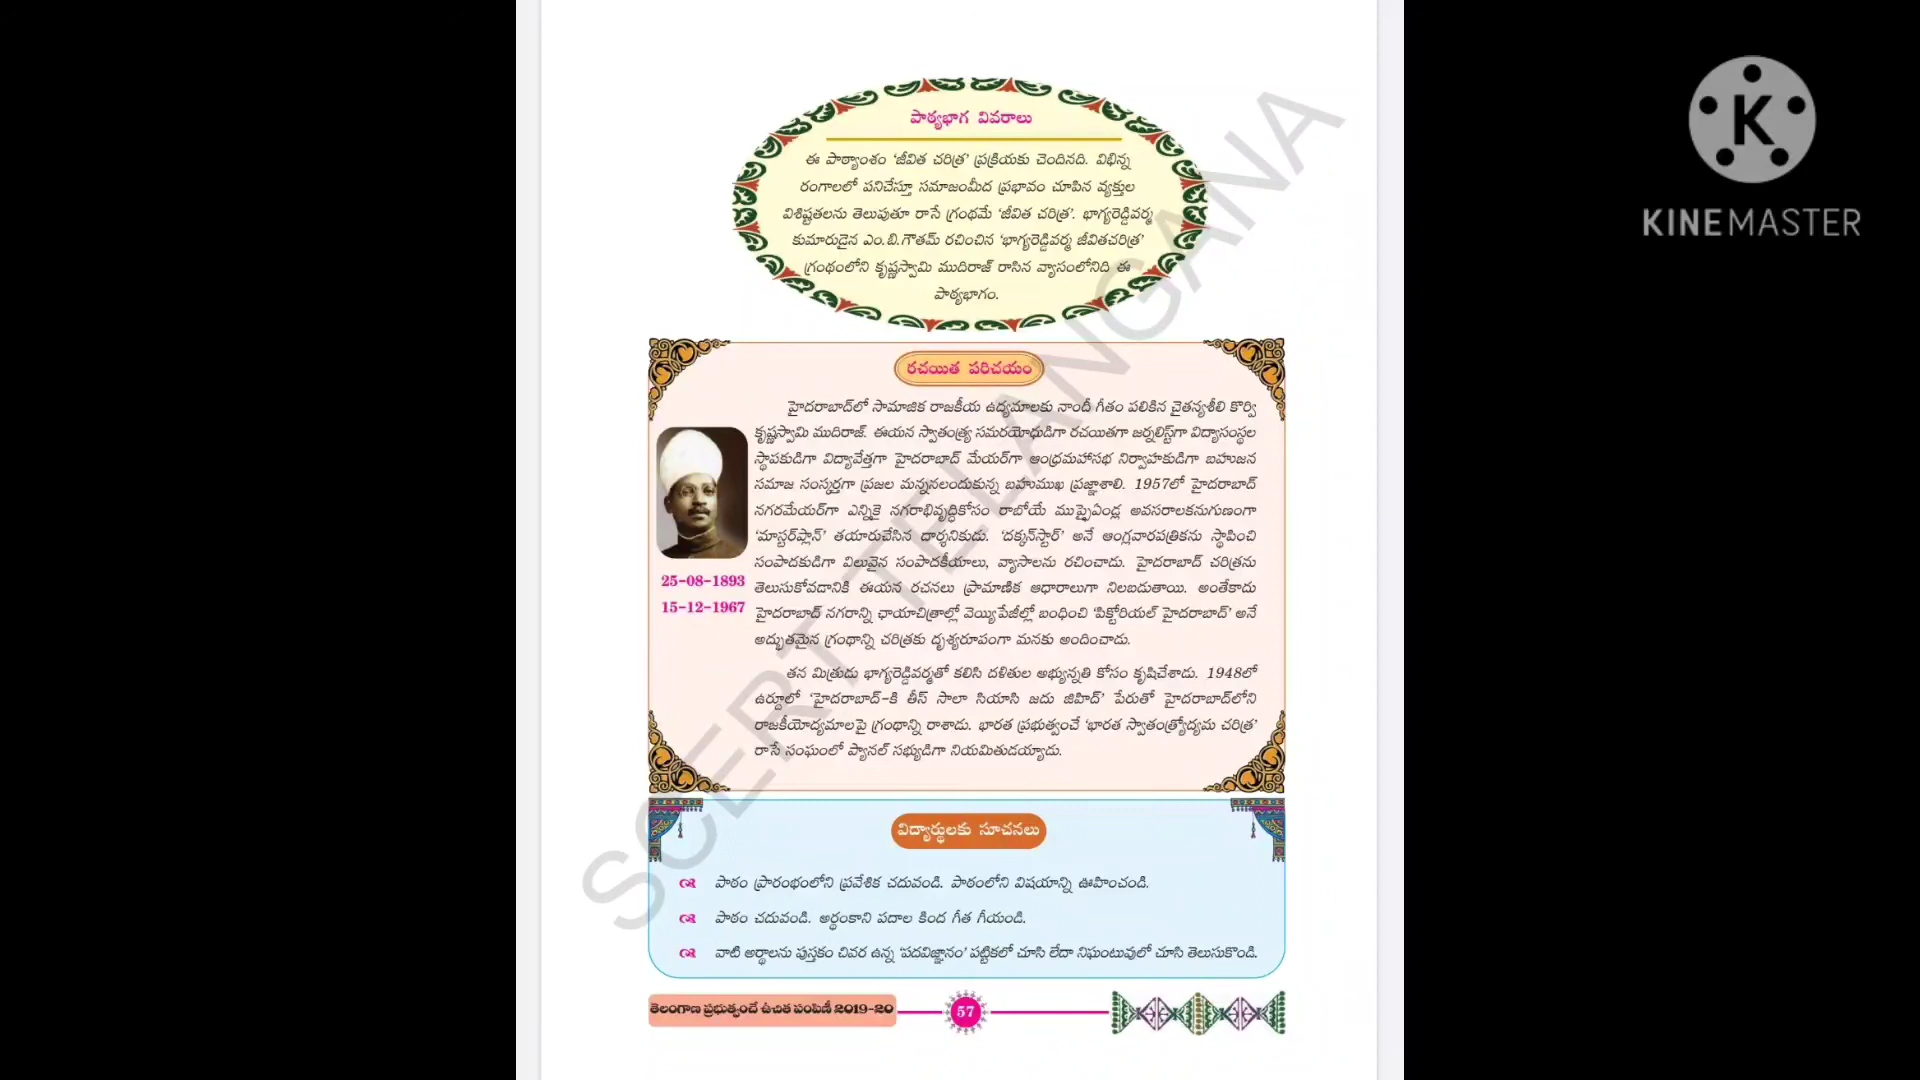 పాఠ్యభాగ వివరాలు
ఈ పాఠ్యాంశం ‘జీవిత చరిత్ర’ ప్రక్రియకు చెందినది. విభిన్న
రంగాలలో పనిచేస్తూ సమాజంమీద ప్రభావం చూపిన వ్యక్తుల
విశిష్టతలను తెలుపుతూ రాసే గ్రంథమే ‘జీవిత చరిత్ర’. భాగ్యరెడ్డివర్మ
కుమారుడైన ఎం.బి.గౌతమ్ రచించిన ‘భాగ్యరెడ్డివర్మ జీవితచరిత్ర’
గ్రంథంలోని కృష్ణస్వామి ముదిరాజ్ రాసిన వ్యాసంలోనిది ఈ
పాఠ్యభాగం.
KINEMASTER
రచయిత పరిచయం
హైదరాబాద్‌లో సామాజిక రాజకీయ ఉద్యమాలకు నాందీ గీతం పలికిన చైతన్యశీలి కొర్వి
కృష్ణస్వామి ముదిరాజ్. ఈయన స్వాతంత్ర్య సమరయోధుడిగా రచయితగా జర్నలిస్ట్‌గా విద్యాసంస్థల
స్థాపకుడిగా విద్యావేత్తగా హైదరాబాద్ మేయర్‌గా ఆంధ్రమహాసభ నిర్వాహకుడిగా బహుజన
సమాజ సంస్కర్తగా ప్రజల మన్ననలందుకున్న బహుముఖ ప్రజ్ఞాశాలి. 1957లో హైదరాబాద్
నగరమేయర్‌గా ఎన్నికై నగరాభివృద్ధికోసం రాబోయే ముప్ఫైఏండ్ల అవసరాలకనుగుణంగా
‘మాస్టర్‌ప్లాన్’ తయారుచేసిన దార్శనికుడు. ‘దక్కన్‌స్టార్’ అనే ఆంగ్లవారపత్రికను స్థాపించి
సంపాదకుడిగా విలువైన సంపాదకీయాలు, వ్యాసాలను రచించాడు. హైదరాబాద్ చరిత్రను
తెలుసుకోవడానికి ఈయన రచనలు ప్రామాణిక ఆధారాలుగా నిలబడుతాయి. అంతేకాదు
హైదరాబాద్ నగరాన్ని ఛాయాచిత్రాల్లో వెయ్యిపేజీల్లో బంధించి ‘పిక్టోరియల్ హైదరాబాద్’ అనే
అద్భుతమైన గ్రంథాన్ని చరిత్రకు దృశ్యరూపంగా మనకు అందించాడు.
25-08-1893
15-12-1967
తన మిత్రుడు భాగ్యరెడ్డివర్మతో కలిసి దళితుల అభ్యున్నతి కోసం కృషిచేశాడు. 1948లో
ఉర్దూలో ‘హైదరాబాద్-కి తీస్ సాలా సియాసి జదు జిహిద్’ పేరుతో హైదరాబాద్‌లోని
రాజకీయోద్యమాలపై గ్రంథాన్ని రాశాడు. భారత ప్రభుత్వంచే ‘భారత స్వాతంత్ర్యోద్యమ చరిత్ర’
రాసే సంఘంలో ప్యానల్ సభ్యుడిగా నియమితుడయ్యాడు.
విద్యార్థులకు సూచనలు
పాఠం ప్రారంభంలోని ప్రవేశిక చదువండి. పాఠంలోని విషయాన్ని ఊహించండి.
పాఠం చదువండి. అర్థంకాని పదాల కింద గీత గీయండి.
వాటి అర్థాలను పుస్తకం చివర ఉన్న ‘పదవిజ్ఞానం’ పట్టికలో చూసి లేదా నిఘంటువులో చూసి తెలుసుకొండి.
తెలంగాణ ప్రభుత్వంచే ఉచిత పంపిణీ 2019-20
57
SCERT TELANGANA